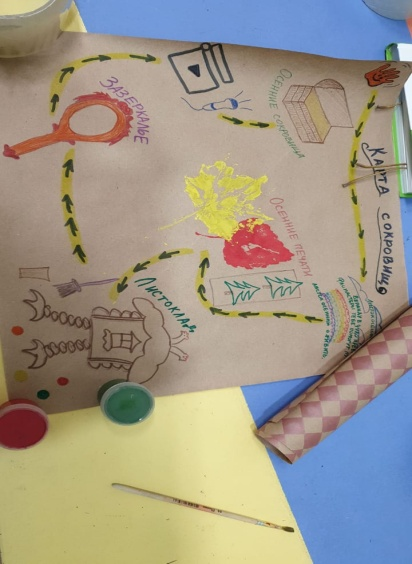 Карта сокровищ
Осенние сокровища
Зазеркалье
Осенние печати
Листоклад